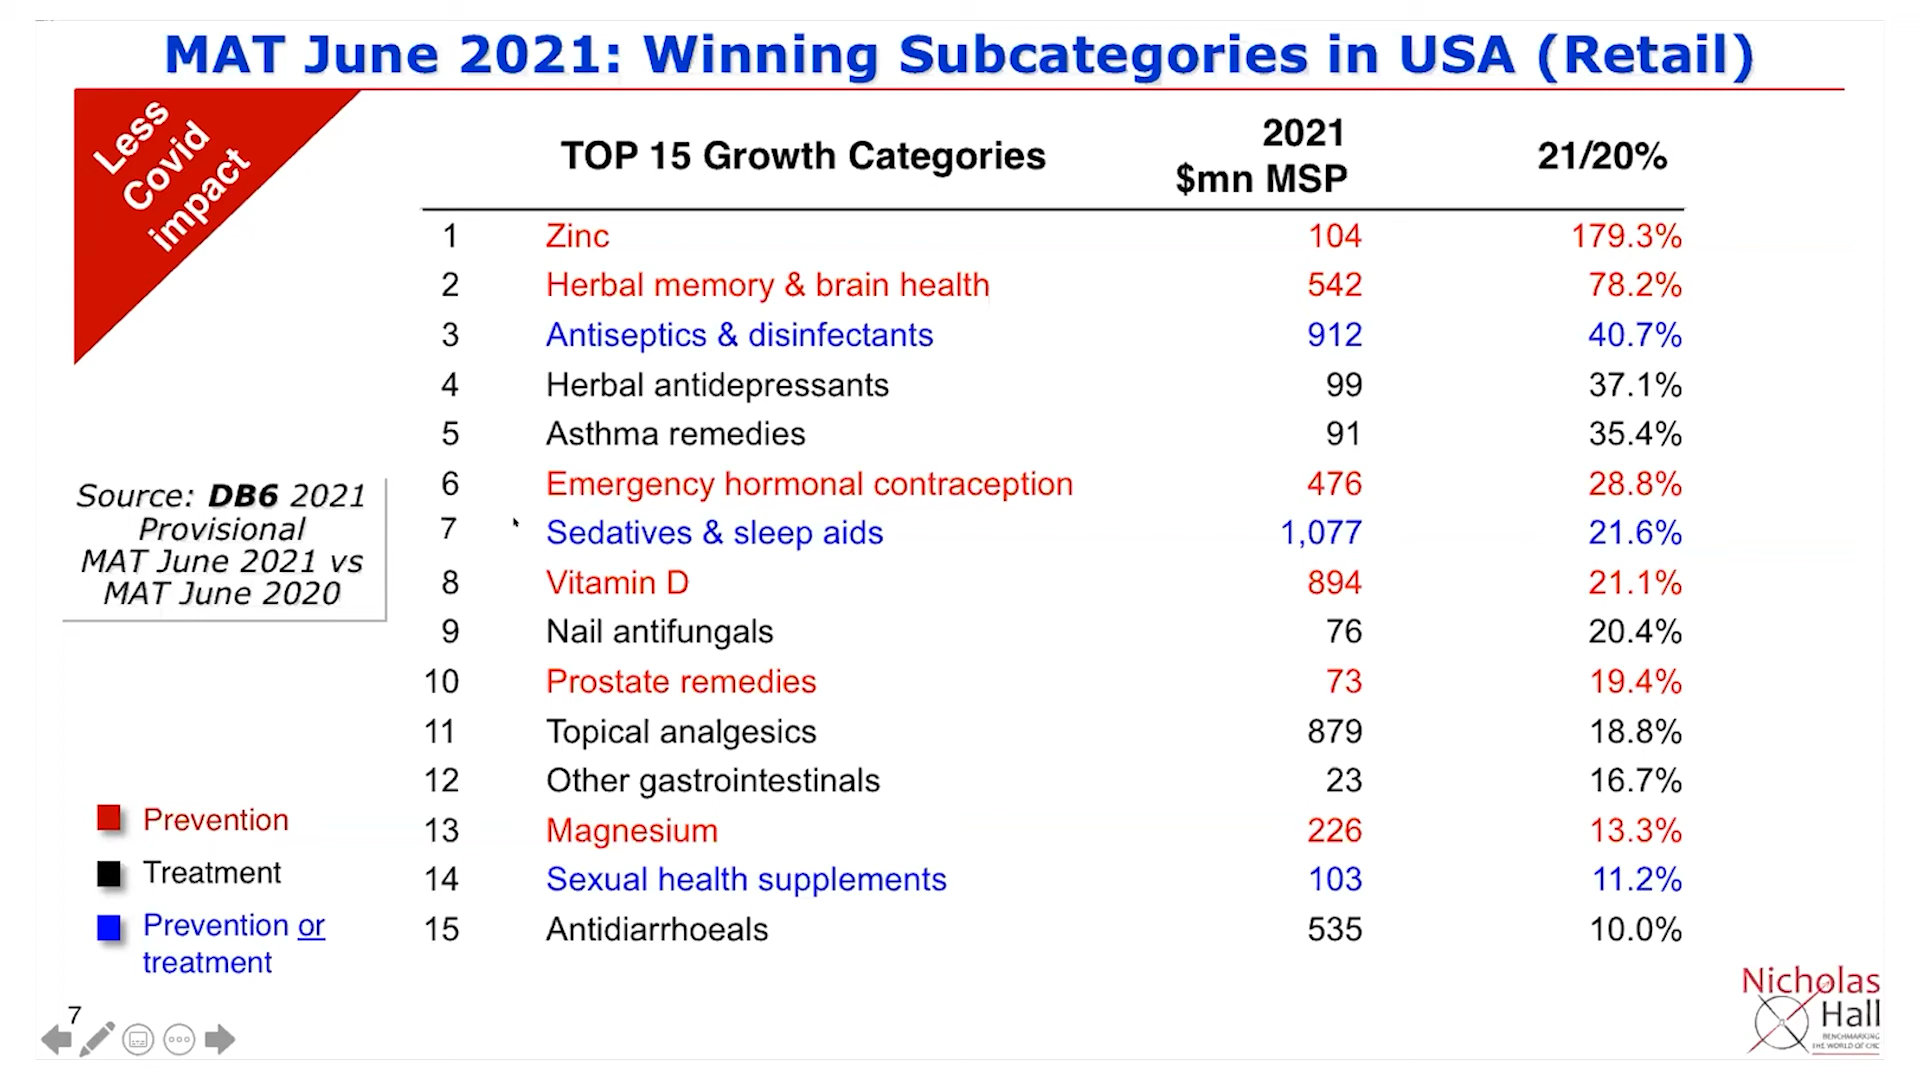 MAT June 2021: Winning Subcategories in USA (Retail)
Less
Covid
impact
TOP 15 Growth Categories 2021 $mn MSP 21/20%
1 Zinc 104 179.3%
2 Herbal memory & brain health 542 78.2%
3 Antiseptics & disinfectants 912 40.7%
4 Herbal antidepressants 99 37.1%
5 Asthma remedies 91 35.4%
6 Emergency hormonal contraception 476 28.8%
7 Sedatives & sleep aids 1,077 21.6%
8 Vitamin D 894 21.1%
9 Nail antifungals 76 20.4%
10 Prostate remedies 73 19.4%
11 Topical analgesics 879 18.8%
12 Other gastrointestinals 23 16.7%
13 Magnesium 226 13.3%
14 Sexual health supplements 103 11.2%
15 Antidiarrhoeals 535 10.0%
Source: DB6 2021
Provisional
MAT June 2021 vs
MAT June 2020
Prevention
Treatment
Prevention or
treatment
7
Nicholas
Hall
BENCHMARKING
THE WORLD OF CHC